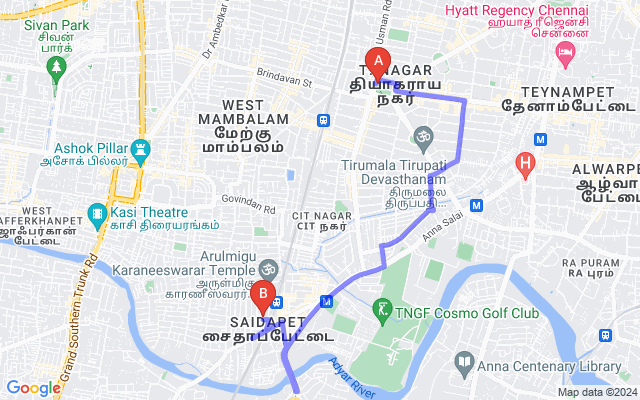 Sivan Park
சிவன்
பார்க்
Dr Ambedkar
Usman Rd
Hyatt Regency Chennai
ஹயாத் ரீஜென்சி
சென்னை
A
T. NAGAR
தியாகராய
நகர்
Brindavan St
TEYNAMPET
தேனாம்பேட்டை
WEST
MAMBALAM
மேற்கு
மாம்பலம்
Ashok Pillar
அசோக் பில்லர்
Tirumala Tirupati
Devasthanam
திருமலை
திருப்பதி...
H
ALWARPE
ஆழ்வா
பேட்டை
Govindan Rd
WEST
AFFERKHANPET
ஜாஃபர்கான்
பேட்டை
Kasi Theatre
காசி திரையரங்கம்
CIT NAGAR
CIT நகர்
M
Anna Salai
Arulmigu
Karaneeswarar Temple
அருள்மிகு
காரணீஸ்வரர்...
RA PURAM
RA புரம்
B
M
SAIDAPET
சைதாப்பேட்டை
TNGF Cosmo Golf Club
Grand Southern Trunk Rd
Adyar River
Anna Centenary Library
Google
Map data ©2024